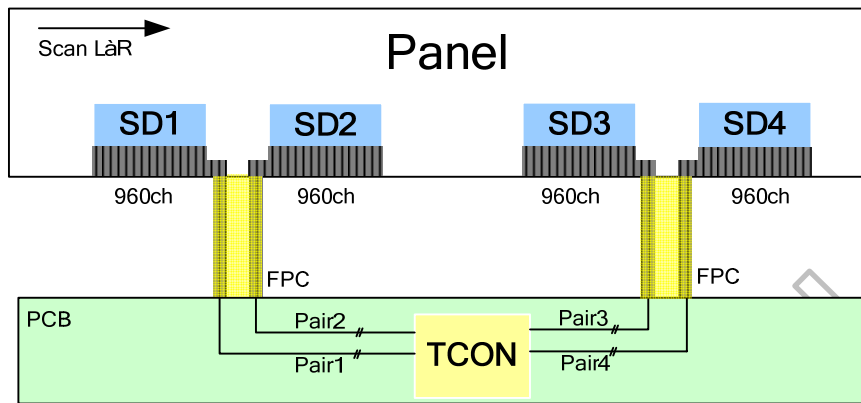 Scan LàR
Panel
SD1
SD2
SD3
SD4
960ch
960ch
960ch
960ch
FPC
FPC
PCB
Pair2
Pair3
TCON
Pair1
Pair4